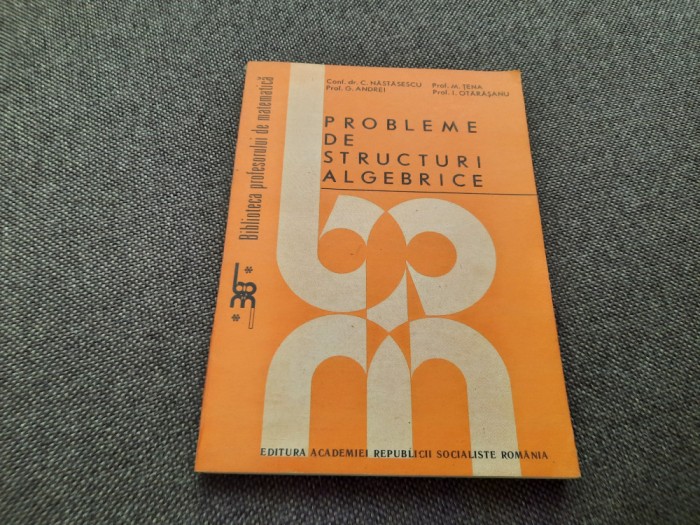 Conf. dr. C. NĂSTĂSESCU Prof. M. ȚENA
Prof. G. ANDREI Prof. I. OTĂRĂȘANU
PROBLEME
DE
STRUCTURI
ALGEBRICE
Biblioteca profesorului de matematică
bpm
EDITURA ACADEMIEI REPUBLICII SOCIALISTE ROMÂNIA